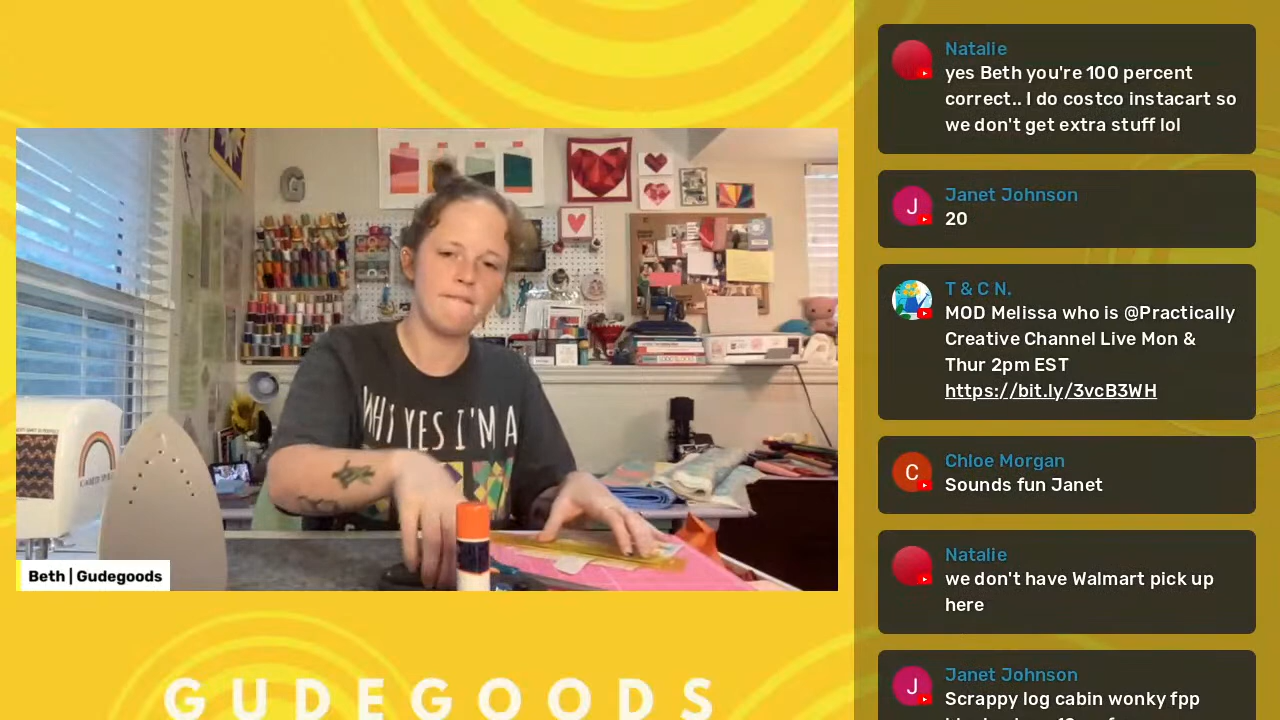 Natalie
yes Beth you're 100 percent
correct.. I do costco instacart so
we don't get extra stuff lol
J
Janet Johnson
20
T & C N.
MOD Melissa who is @Practically
Creative Channel Live Mon &
Thur 2pm EST
https://bit.ly/3vcB3WH
C
Chloe Morgan
Sounds fun Janet
Natalie
we don't have Walmart pick up
here
J
Janet Johnson
Scrappy log cabin wonky fpp
G
WHY YES I'M A
Beth | Gudegoods
GUDEGOODS